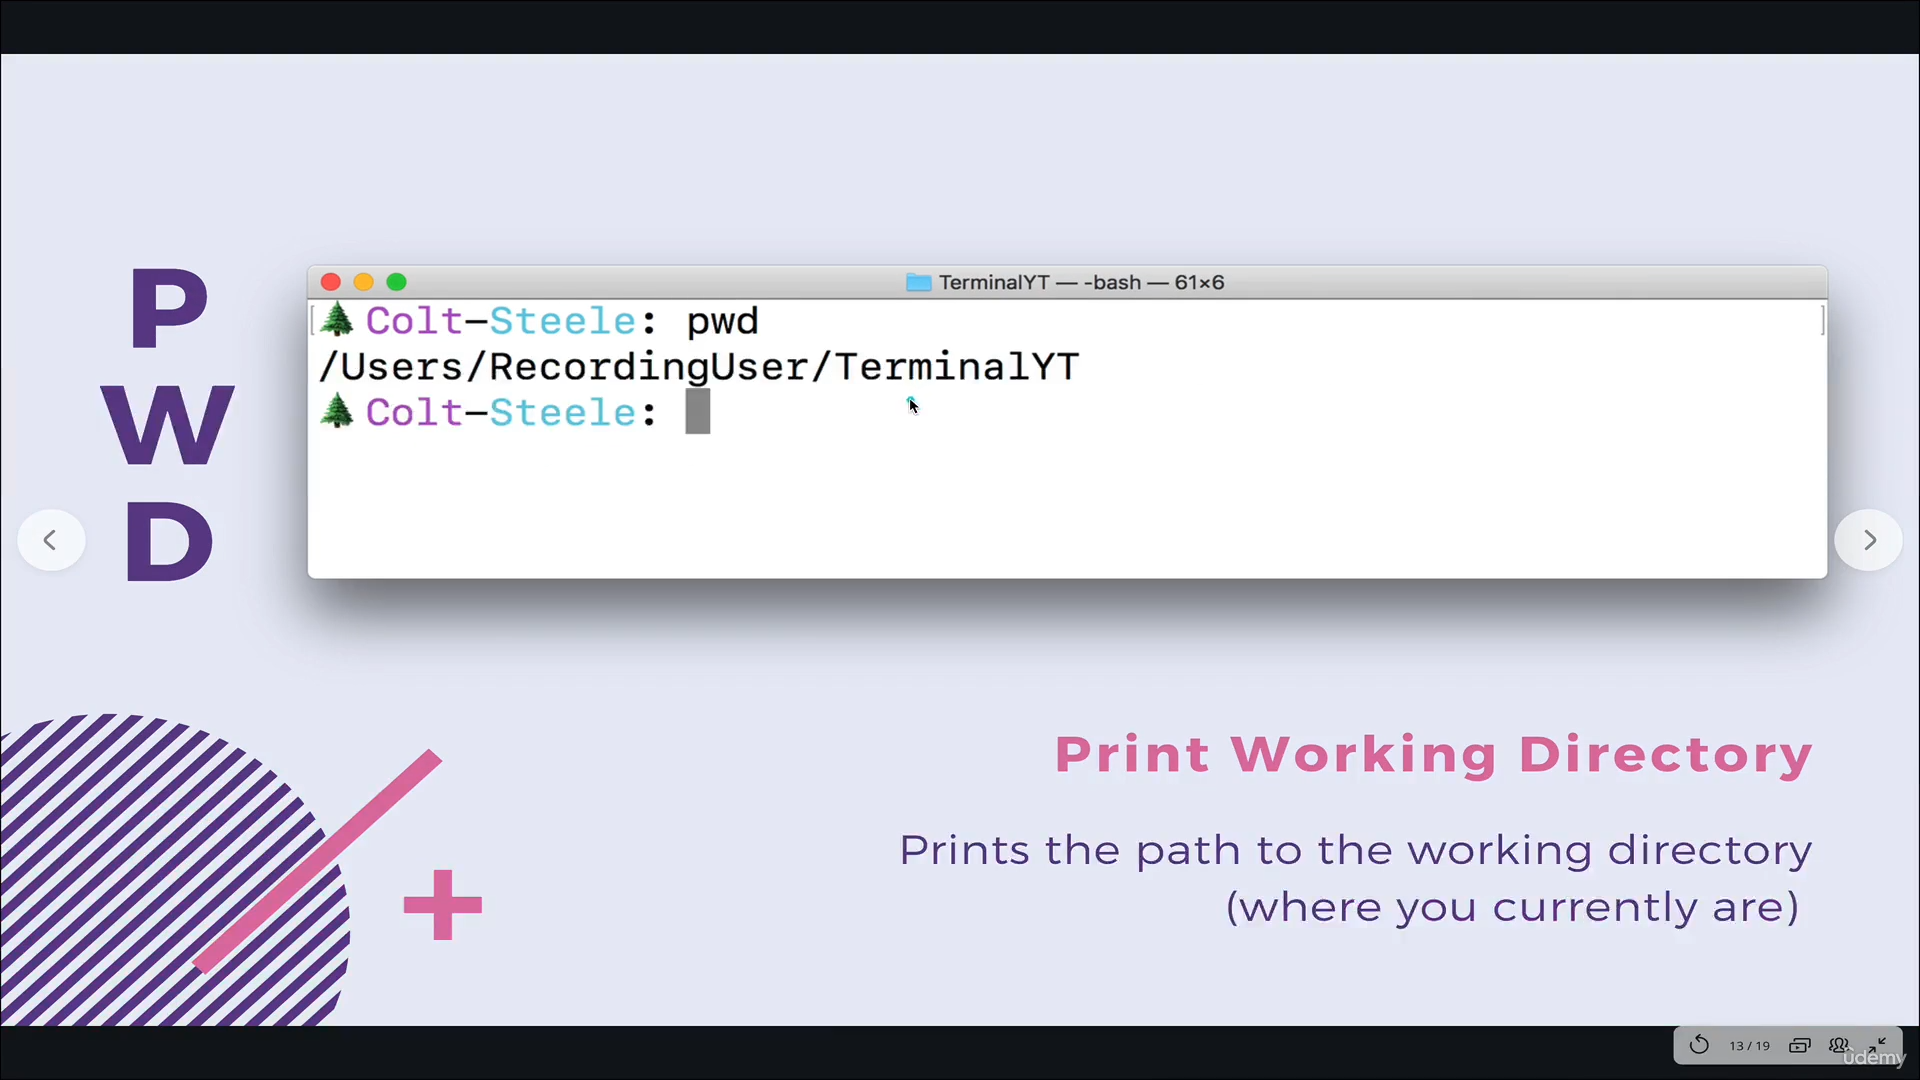 P
W
D
TerminalYT — -bash — 61×6
Colt-Steele: pwd
/Users/RecordingUser/TerminalYT
Colt-Steele:
Print Working Directory
Prints the path to the working directory
(where you currently are)
13 / 19
ûdemy